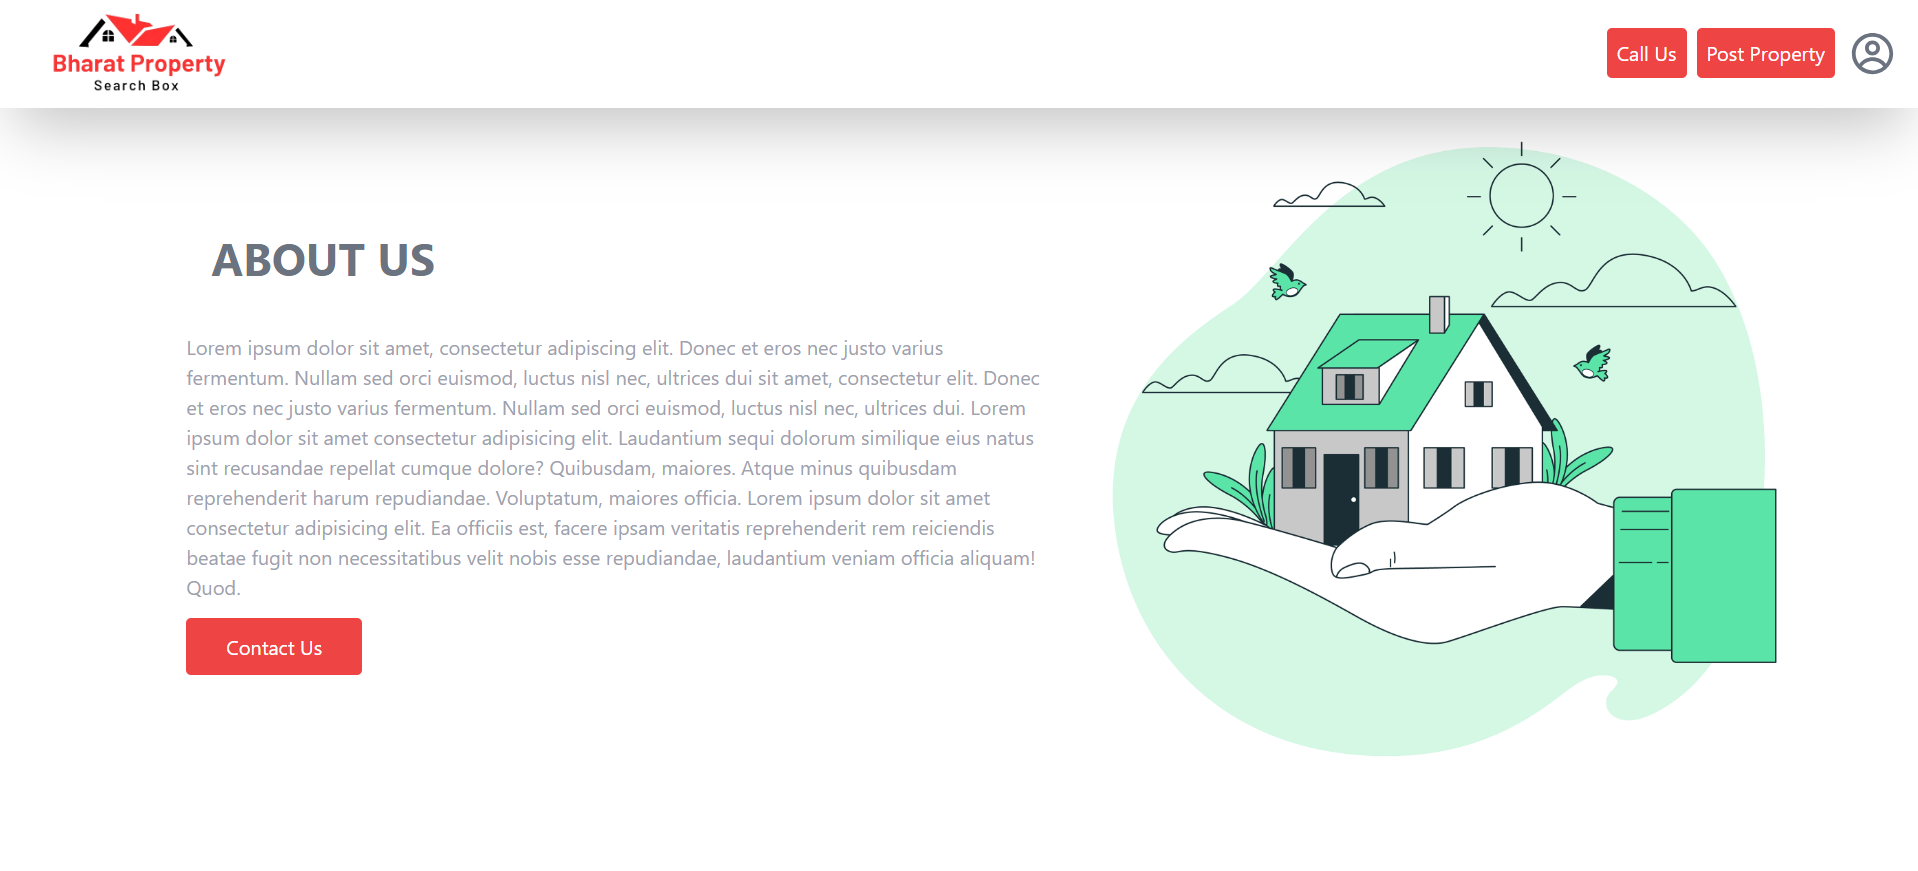 Bharat Property
Search Box
Call Us
Post Property
ABOUT US
Lorem ipsum dolor sit amet, consectetur adipiscing elit. Donec et eros nec justo varius
fermentum. Nullam sed orci euismod, luctus nisl nec, ultrices dui sit amet, consectetur elit. Donec
et eros nec justo varius fermentum. Nullam sed orci euismod, luctus nisl nec, ultrices dui. Lorem
ipsum dolor sit amet consectetur adipisicing elit. Laudantium sequi dolorum similique eius natus
sint recusandae repellat cumque dolore? Quibusdam, maiores. Atque minus quibusdam
reprehenderit harum repudiandae. Voluptatum, maiores officia. Lorem ipsum dolor sit amet
consectetur adipisicing elit. Ea officiis est, facere ipsam veritatis reprehenderit rem reiciendis
beatae fugit non necessitatibus velit nobis esse repudiandae, laudantium veniam officia aliquam!
Quod.
Contact Us